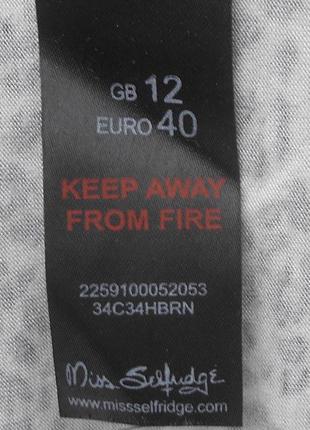 GB 12
EURO 40
KEEP AWAY
FROM FIRE
2259100052053
34C34HBRN
Miss Selfridge
www.missselfridge.com